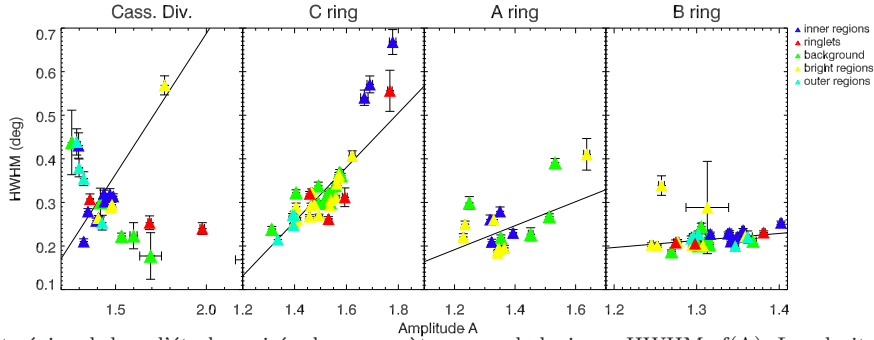 Cass. Div.
C ring
A ring
B ring
inner regions
ringlets
background
bright regions
outer regions
HWHM (deg)
0.7
0.6
0.5
0.4
0.3
0.2
0.1
1.5 2.0
1.2 1.4 1.6 1.8
1.2 1.4 1.6
1.2 1.3 1.4
Amplitude A